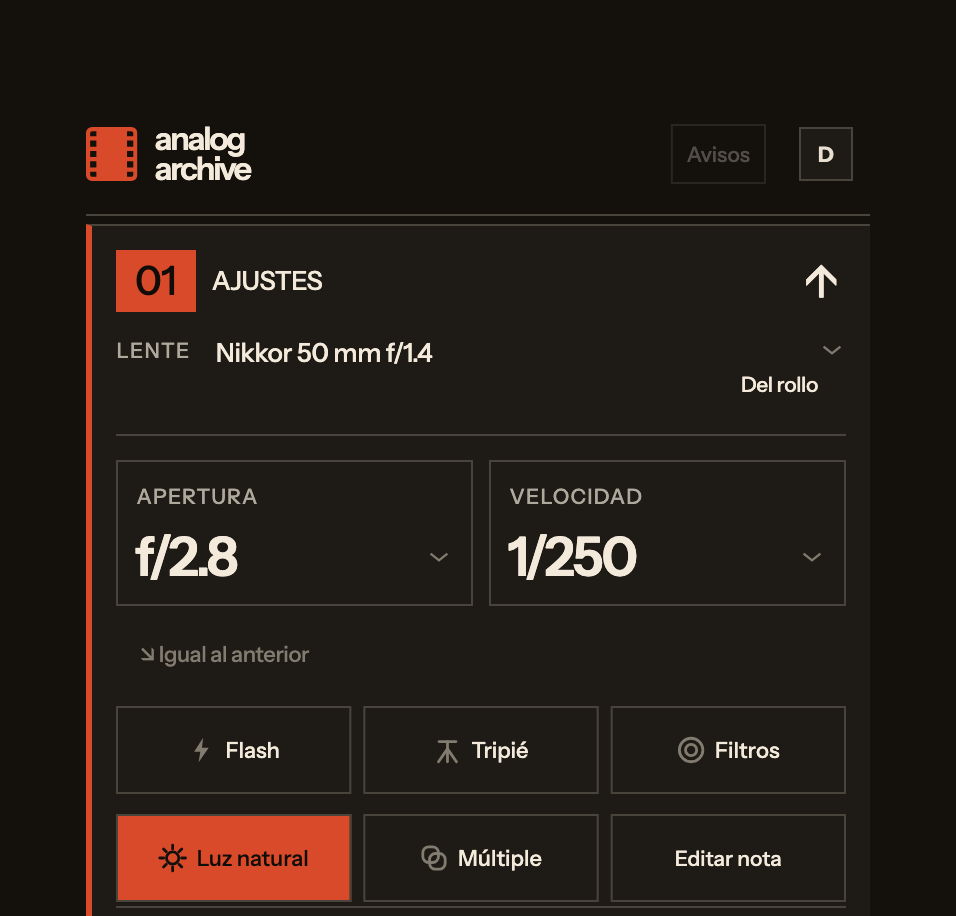 analog
archive
Avisos
D
01 AJUSTES
LENTE Nikkor 50 mm f/1.4
Del rollo
APERTURA
VELOCIDAD
f/2.8
1/250
Igual al anterior
Flash
Tripié
Filtros
Luz natural
Múltiple
Editar nota